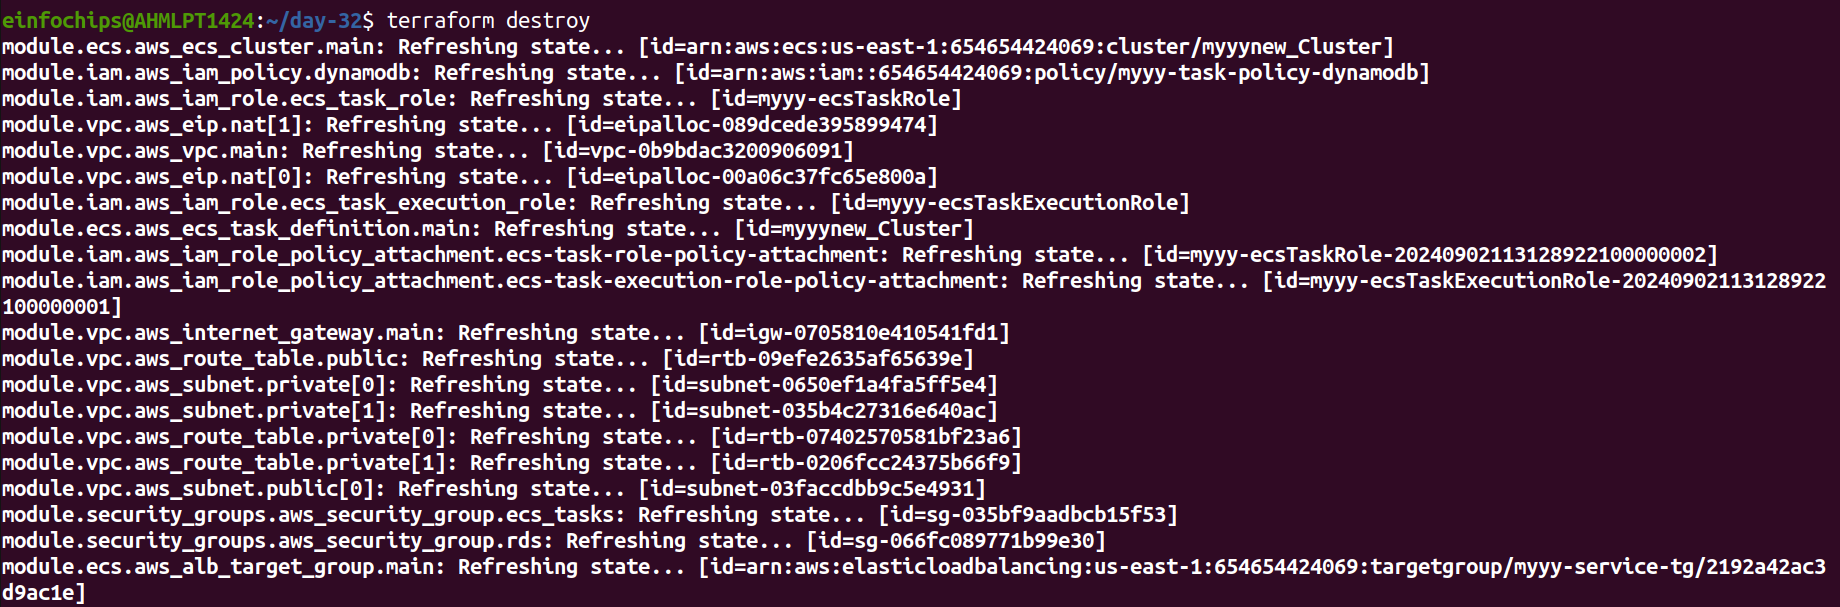 einfochips@AHMLPT1424:~/day-32$ terraform destroy
module.ecs.aws_ecs_cluster.main: Refreshing state... [id=arn:aws:ecs:us-east-1:654654424069:cluster/myyynew_Cluster]
module.iam.aws_iam_policy.dynamodb: Refreshing state... [id=arn:aws:iam::654654424069:policy/myyy-task-policy-dynamodb]
module.iam.aws_iam_role.ecs_task_role: Refreshing state... [id=myyy-ecsTaskRole]
module.vpc.aws_eip.nat[1]: Refreshing state... [id=eipalloc-089dcede395899474]
module.vpc.aws_vpc.main: Refreshing state... [id=vpc-0b9bdac3200906091]
module.vpc.aws_eip.nat[0]: Refreshing state... [id=eipalloc-00a06c37fc65e800a]
module.iam.aws_iam_role.ecs_task_execution_role: Refreshing state... [id=myyy-ecsTaskExecutionRole]
module.ecs.aws_ecs_task_definition.main: Refreshing state... [id=myyynew_Cluster]
module.iam.aws_iam_role_policy_attachment.ecs-task-role-policy-attachment: Refreshing state... [id=myyy-ecsTaskRole-20240902113128922100000002]
module.iam.aws_iam_role_policy_attachment.ecs-task-execution-role-policy-attachment: Refreshing state... [id=myyy-ecsTaskExecutionRole-20240902113128922
100000001]
module.vpc.aws_internet_gateway.main: Refreshing state... [id=igw-0705810e410541fd1]
module.vpc.aws_route_table.public: Refreshing state... [id=rtb-09efe2635af65639e]
module.vpc.aws_subnet.private[0]: Refreshing state... [id=subnet-0650ef1a4fa5ff5e4]
module.vpc.aws_subnet.private[1]: Refreshing state... [id=subnet-035b4c27316e640ac]
module.vpc.aws_route_table.private[0]: Refreshing state... [id=rtb-07402570581bf23a6]
module.vpc.aws_route_table.private[1]: Refreshing state... [id=rtb-0206fcc24375b66f9]
module.vpc.aws_subnet.public[0]: Refreshing state... [id=subnet-03faccdbb9c5e4931]
module.security_groups.aws_security_group.ecs_tasks: Refreshing state... [id=sg-035bf9aadbcb15f53]
module.security_groups.aws_security_group.rds: Refreshing state... [id=sg-066fc089771b99e30]
module.ecs.aws_alb_target_group.main: Refreshing state... [id=arn:aws:elasticloadbalancing:us-east-1:654654424069:targetgroup/myyy-service-tg/2192a42ac3
d9ac1e]